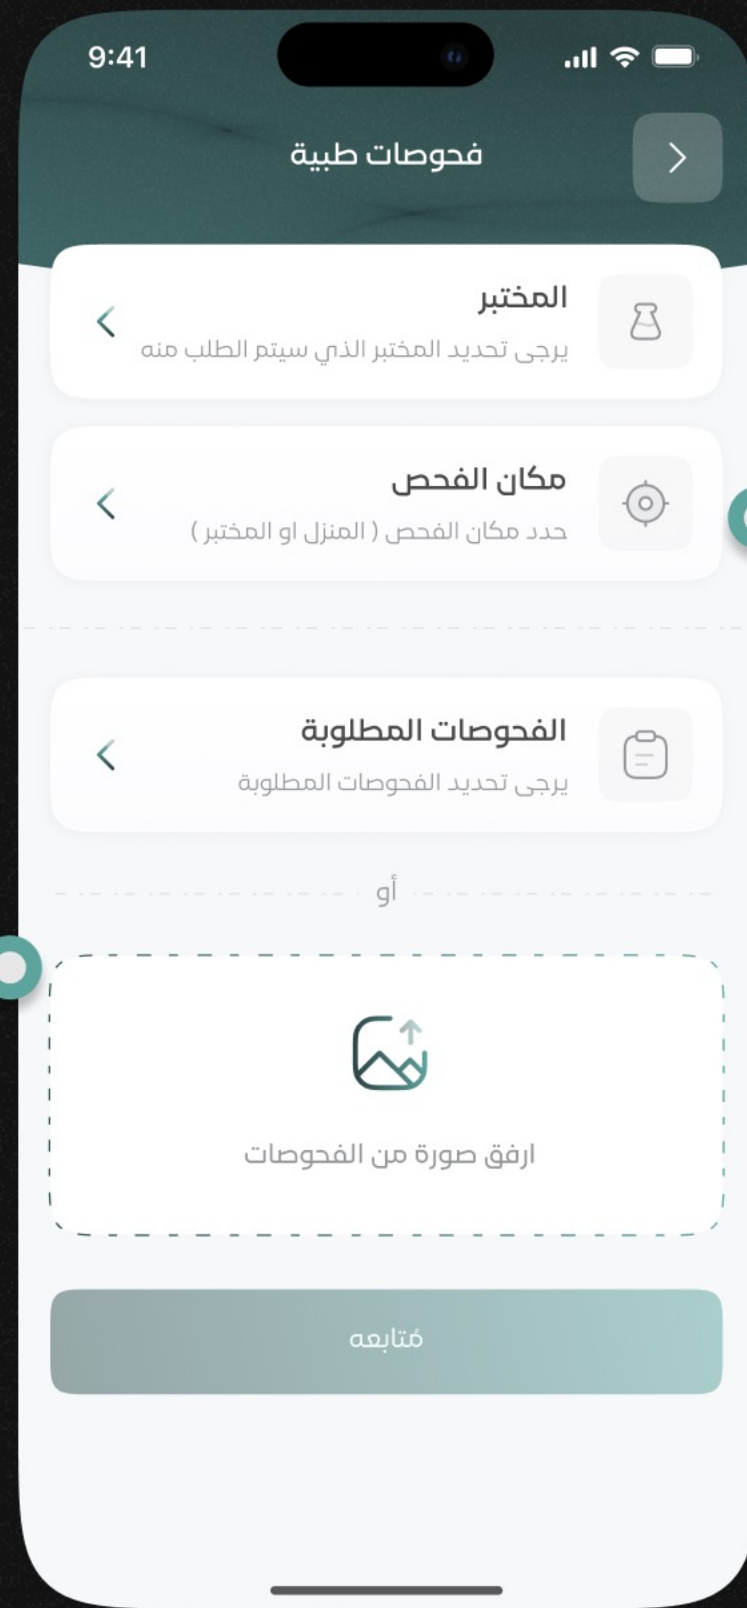 9:41
فحوصات طبية
المختبر
يرجى تحديد المختبر الذي سيتم الطلب منه
مكان الفحص
حدد مكان الفحص ( المنزل او المختبر )
الفحوصات المطلوبة
يرجى تحديد الفحوصات المطلوبة
أو
ارفق صورة من الفحوصات
مُتابعه